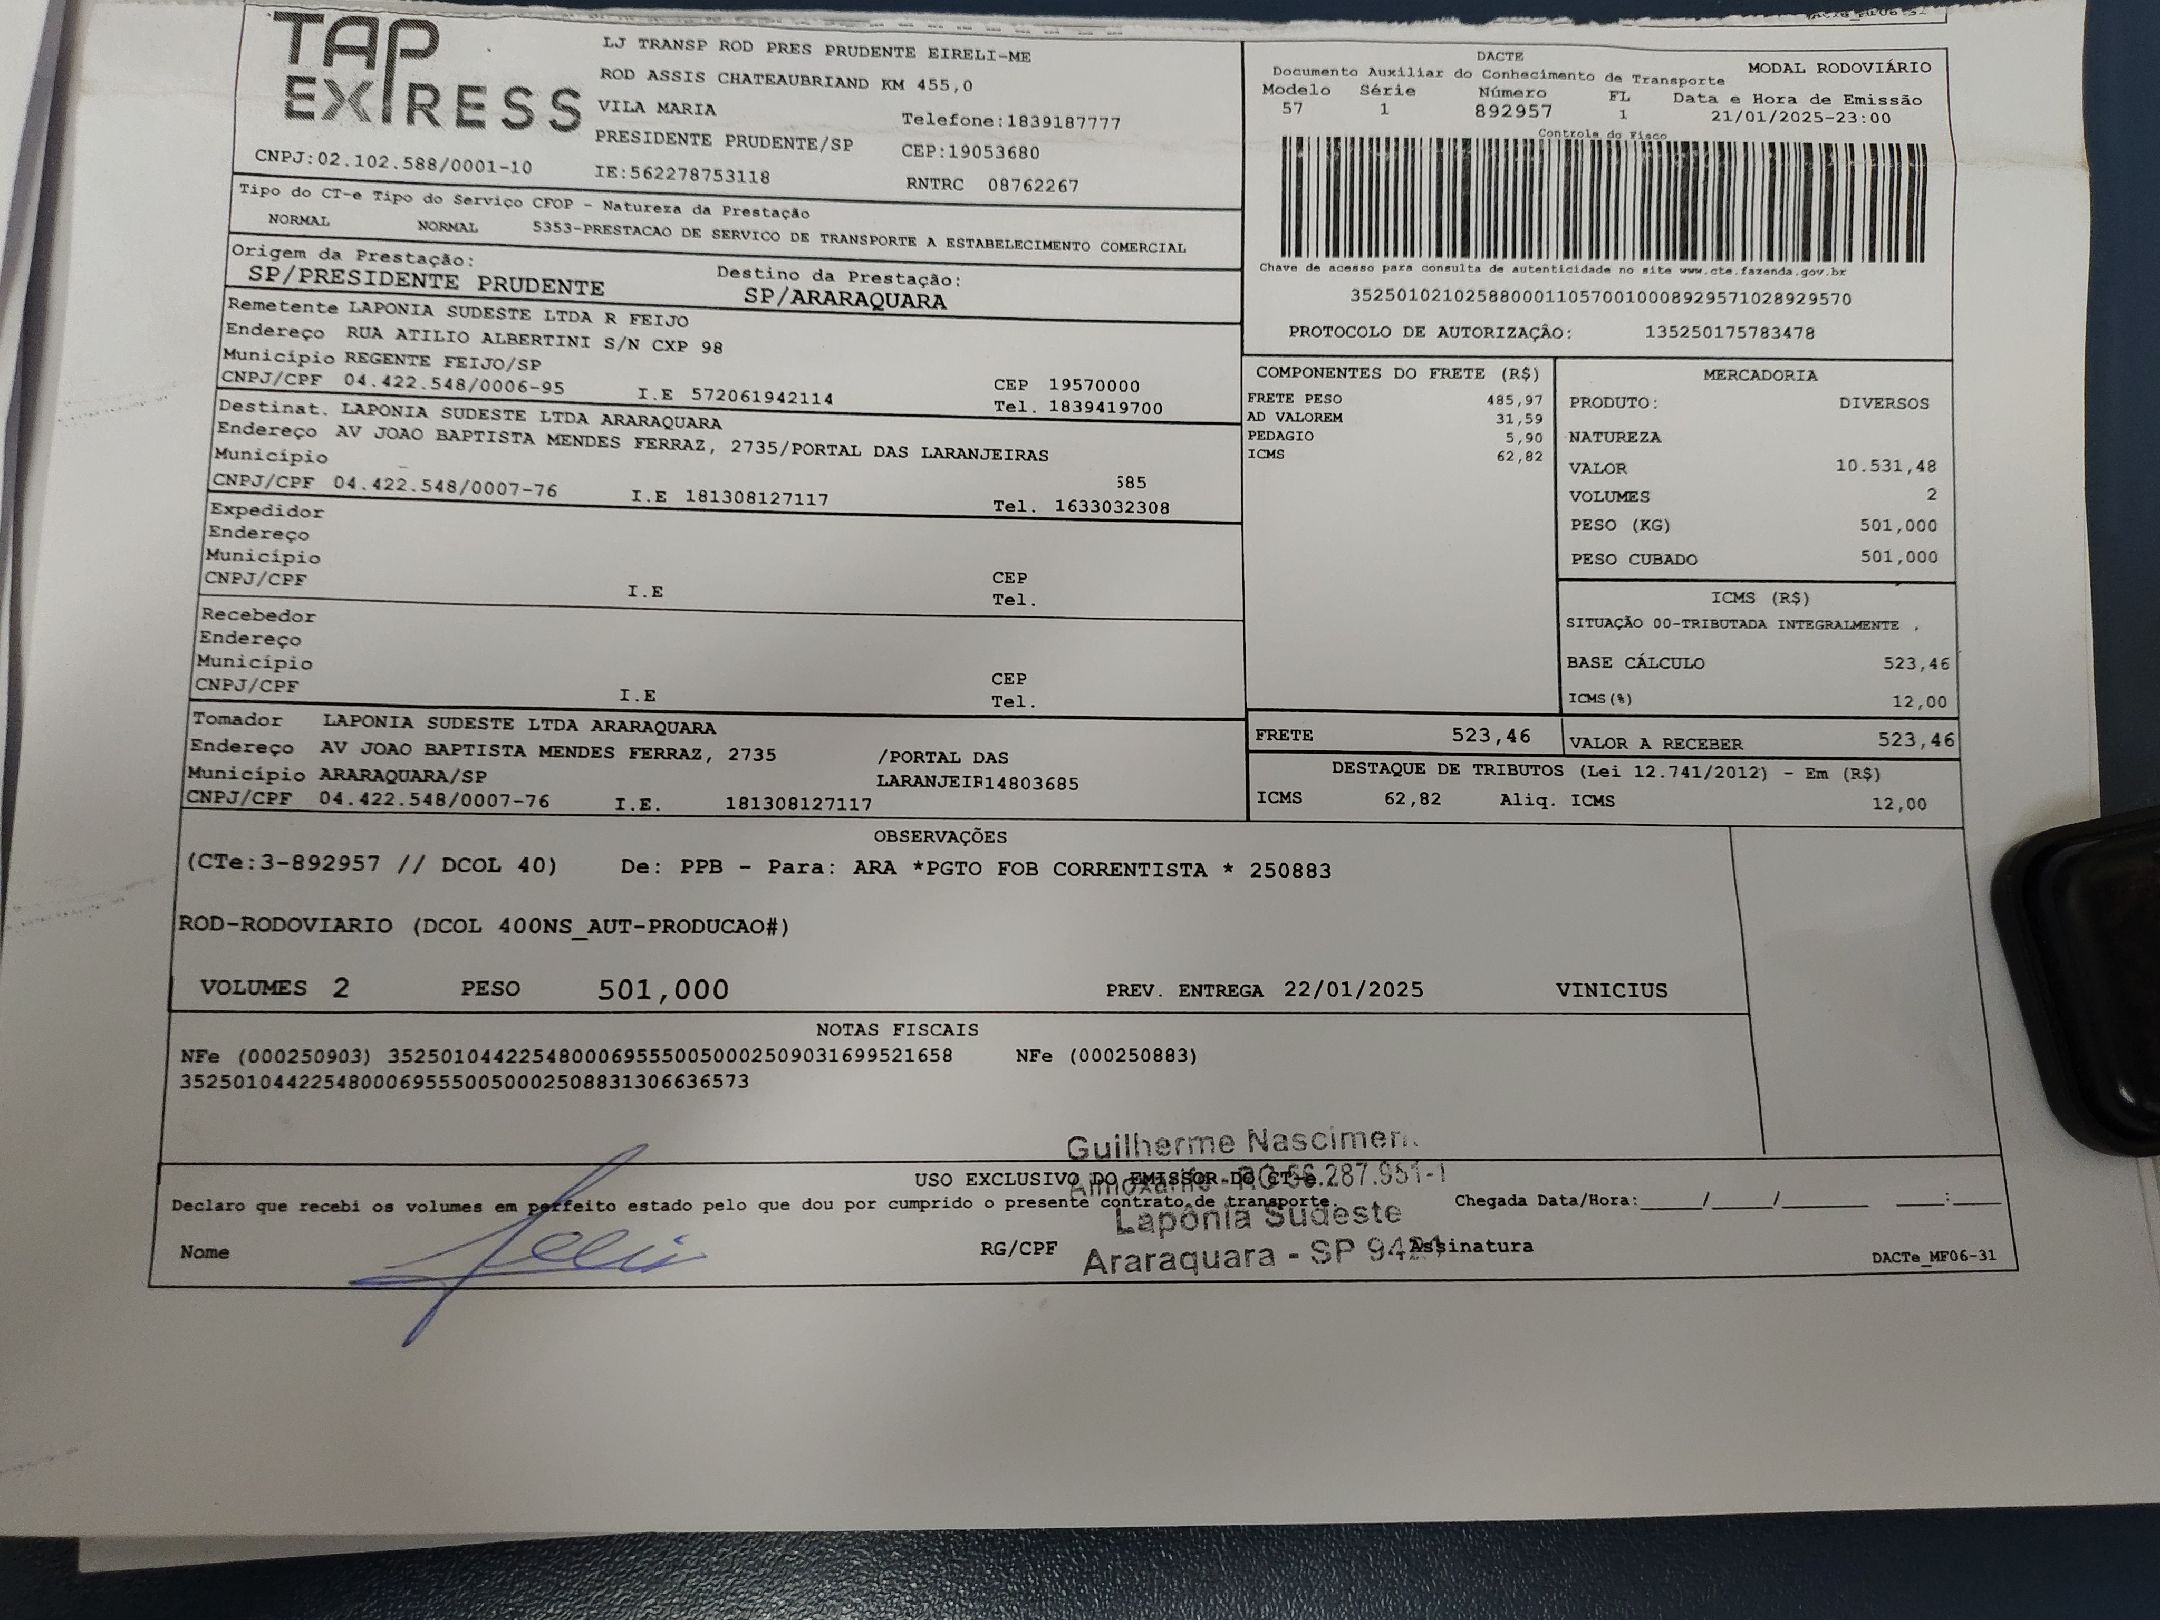 TAP
EXPRESS
LJ TRANSP ROD PRES PRUDENTE EIRELI-ME
ROD ASSIS CHATEAUBRIAND KM 455,0
VILA MARIA
Telefone:1839187777
PRESIDENTE PRUDENTE/SP
CEP:19053680
CNPJ:02.102.588/0001-10
IE:562278753118
RNTRC 08762267
DACTE
MODAL RODOVIÁRIO
Documento Auxiliar do Conhecimento de Transporte
Modelo Série Número FL Data e Hora de Emissão
57 1 892957 1 21/01/2025-23:00
Controle do Fisco
Chave de acesso para consulta de autenticidade no site www.cte.fazenda.gov.br
35250102102588000110570010008929571028929570
PROTOCOLO DE AUTORIZAÇÃO: 135250175783478
Tipo do CT-e Tipo do Serviço CFOP - Natureza da Prestação
NORMAL NORMAL 5353-PRESTACAO DE SERVICO DE TRANSPORTE A ESTABELECIMENTO COMERCIAL
Origem da Prestação: Destino da Prestação:
SP/PRESIDENTE PRUDENTE SP/ARARAQUARA
Remetente LAPONIA SUDESTE LTDA R FEIJO
Endereço RUA ATILIO ALBERTINI S/N CXP 98
Município REGENTE FEIJO/SP CEP 19570000
CNPJ/CPF 04.422.548/0006-95 I.E 572061942114 Tel. 1839419700
Destinat. LAPONIA SUDESTE LTDA ARARAQUARA
Endereço AV JOAO BAPTISTA MENDES FERRAZ, 2735/PORTAL DAS LARANJEIRAS
Município 585
CNPJ/CPF 04.422.548/0007-76 I.E 181308127117 Tel. 1633032308
Expedidor
Endereço
Município CEP
CNPJ/CPF I.E Tel.
Recebedor
Endereço
Município CEP
CNPJ/CPF I.E Tel.
Tomador LAPONIA SUDESTE LTDA ARARAQUARA
Endereço AV JOAO BAPTISTA MENDES FERRAZ, 2735 /PORTAL DAS
Município ARARAQUARA/SP LARANJEIR14803685
CNPJ/CPF 04.422.548/0007-76 I.E. 181308127117
COMPONENTES DO FRETE (R$)
FRETE PESO 485,97
AD VALOREM 31,59
PEDAGIO 5,90
ICMS 62,82
MERCADORIA
PRODUTO: DIVERSOS
NATUREZA
VALOR 10.531,48
VOLUMES 2
PESO (KG) 501,000
PESO CUBADO 501,000
ICMS (R$)
SITUAÇÃO 00-TRIBUTADA INTEGRALMENTE
BASE CÁLCULO 523,46
ICMS(%) 12,00
FRETE 523,46 VALOR A RECEBER 523,46
DESTAQUE DE TRIBUTOS (Lei 12.741/2012) - Em (R$)
ICMS 62,82 Aliq. ICMS 12,00
OBSERVAÇÕES
(CTe:3-892957 // DCOL 40) De: PPB - Para: ARA *PGTO FOB CORRENTISTA * 250883
ROD-RODOVIARIO (DCOL 400NS_AUT-PRODUCAO#)
VOLUMES 2 PESO 501,000 PREV. ENTREGA 22/01/2025 VINICIUS
NOTAS FISCAIS
NFe (000250903) 35250104422548000695550050002509031699521658 NFe (000250883)
35250104422548000695550050002508831306636573
Guilherme
USO EXCLUSIVO DO EMISSOR DO CT-e
Declaro que recebi os volumes em perfeito estado pelo que dou por cumprido o presente contrato de transporte. Chegada Data/Hora:____/____/______ ___:___
Lapônia Sudeste
Nome RG/CPF Assinatura
Araraquara - SP
DACTe_MF06-31